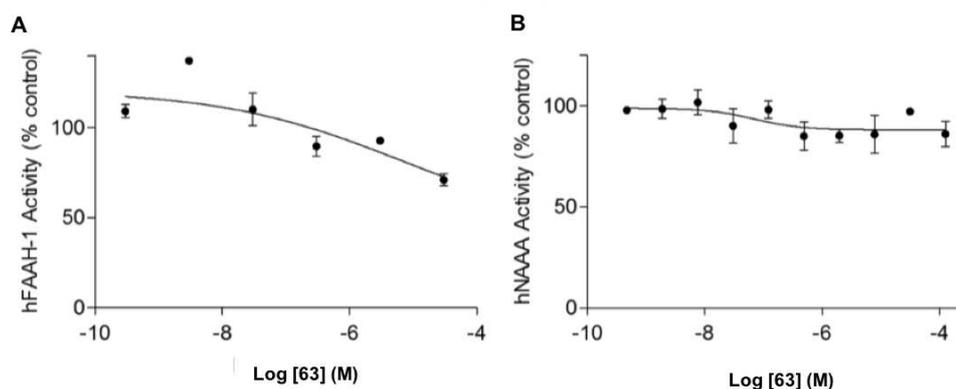 A
B
hFAAH-1 Activity (% control)
100
50
0
-10
-8
-6
-4
Log [63] (M)
hNAAA Activity (% control)
100
50
0
-10
-8
-6
-4
Log [63] (M)